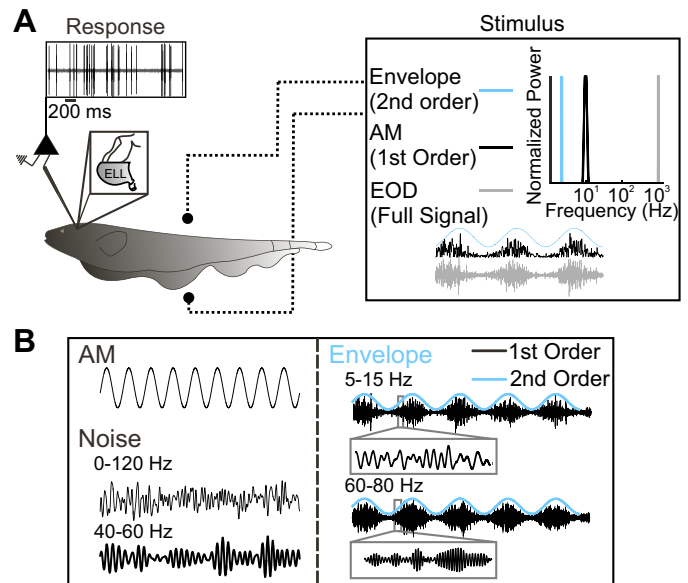 A
Response
200 ms
ELL
Stimulus
Envelope
(2nd order)
AM
(1st Order)
EOD
(Full Signal)
Normalized Power
10¹ 10² 10³
Frequency (Hz)
B
AM
Noise
0-120 Hz
40-60 Hz
Envelope
1st Order
2nd Order
5-15 Hz
60-80 Hz